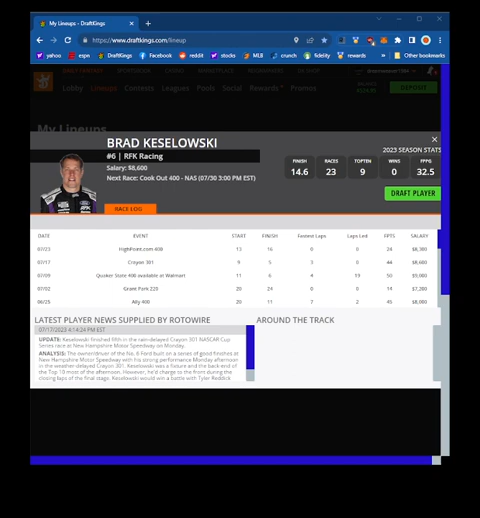 My Lineups - DraftKings
https://www.draftkings.com/lineup
yahoo espn DraftKings Facebook reddit stocks MLB crunch fidelity rewards » Other bookmarks
Lobby Lineups Contests Leagues Pools Social Rewards Promos
My Lineups
BRAD KESELOWSKI
#6 | RFK Racing
Salary: $8,600
Next Race: Cook Out 400 - NAS (07/30 3:00 PM EST)
2023 SEASON STATS
FINISH RACES TOPTEN WINS FPPG
14.6 23 9 0 32.5
DRAFT PLAYER
RACE LOG
DATE EVENT START FINISH Fastest Laps Laps Led FPTS SALARY
07/23 HighPoint.com 400 13 16 0 0 24 $8,300
07/17 Crayon 301 9 5 3 0 44 $8,600
07/09 Quaker State 400 available at Walmart 11 6 4 19 50 $9,000
07/02 Grant Park 220 20 24 0 0 14 $7,200
06/25 Ally 400 20 11 7 2 45 $8,900
LATEST PLAYER NEWS SUPPLIED BY ROTOWIRE
AROUND THE TRACK
07/17/2023 4:14:24 PM EST
UPDATE: Keselowski finished fifth in the rain-delayed Crayon 301 NASCAR Cup
Series race at New Hampshire Motor Speedway on Monday.
ANALYSIS: The owner/driver of the No. 6 Ford built on a series of good finishes at
New Hampshire Motor Speedway with his strong performance Monday afternoon
in the weather-delayed Crayon 301. Keselowski was a fixture and the back end of
the Top 10 most of the afternoon. However, he'd charge to the front during the
closing laps of the final stage. Keselowski would win a battle with Tyler Reddick